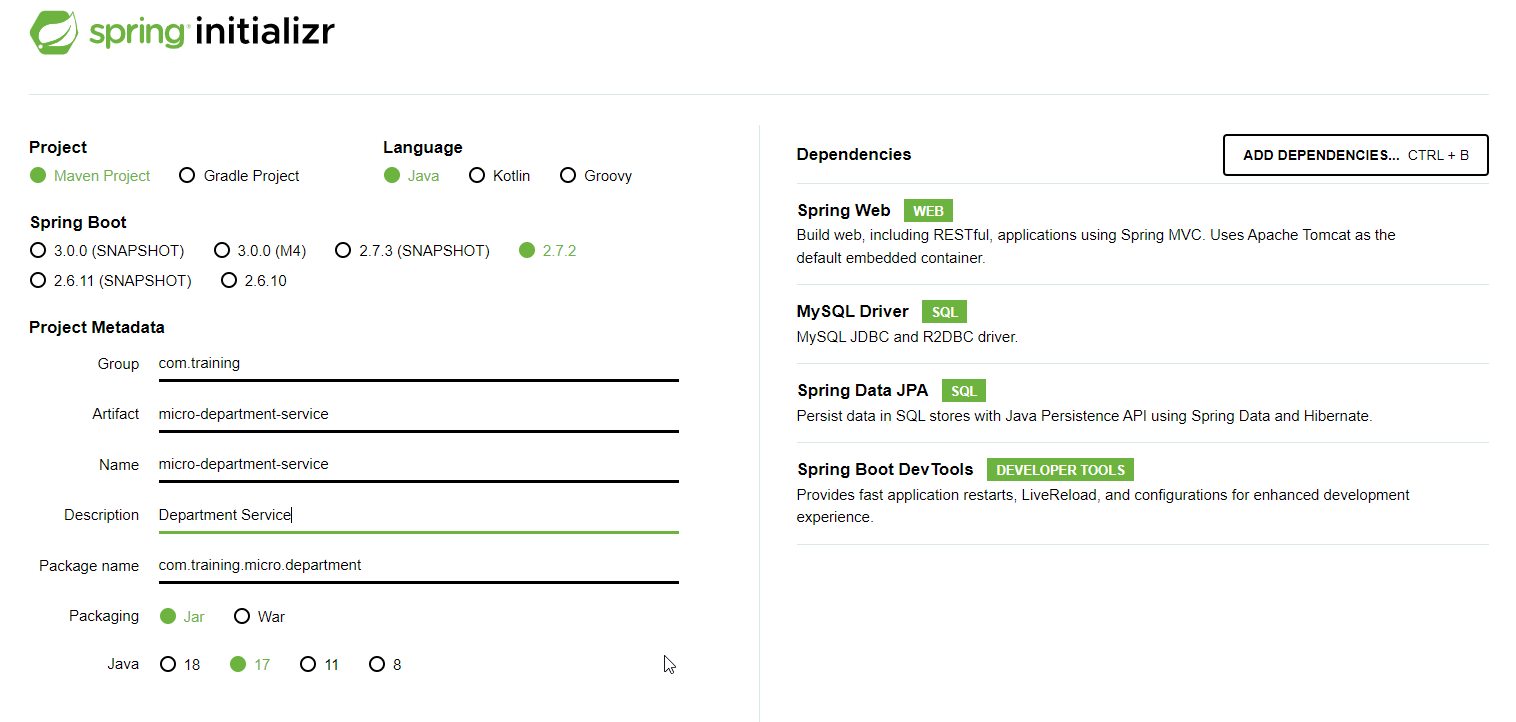 spring initializr
Project
Maven Project Gradle Project
Language
Java Kotlin Groovy
Spring Boot
3.0.0 (SNAPSHOT) 3.0.0 (M4) 2.7.3 (SNAPSHOT) 2.7.2
2.6.11 (SNAPSHOT) 2.6.10
Project Metadata
Group com.training
Artifact micro-department-service
Name micro-department-service
Description Department Service
Package name com.training.micro.department
Packaging Jar War
Java 18 17 11 8
Dependencies
ADD DEPENDENCIES... CTRL + B
Spring Web WEB
Build web, including RESTful, applications using Spring MVC. Uses Apache Tomcat as the
default embedded container.
MySQL Driver SQL
MySQL JDBC and R2DBC driver.
Spring Data JPA SQL
Persist data in SQL stores with Java Persistence API using Spring Data and Hibernate.
Spring Boot DevTools DEVELOPER TOOLS
Provides fast application restarts, LiveReload, and configurations for enhanced development
experience.